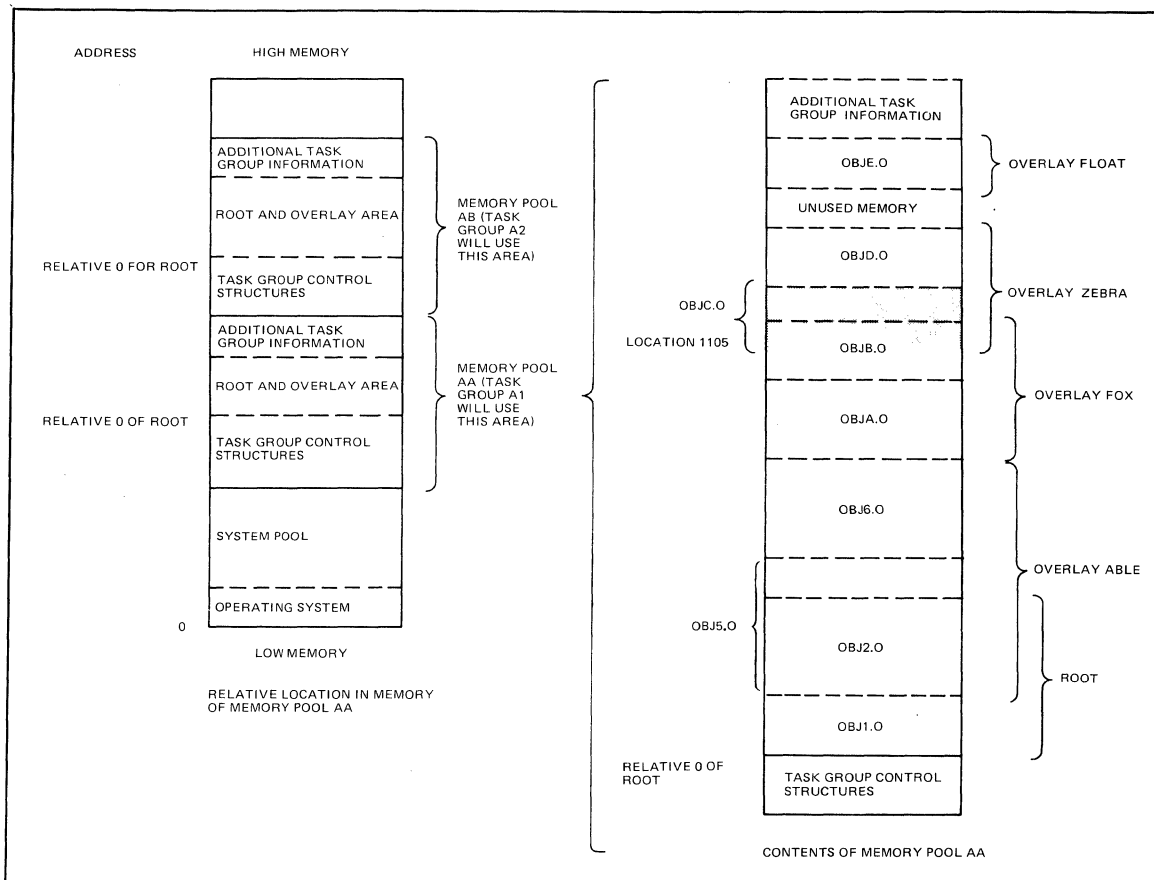 ADDRESS
HIGH MEMORY
ADDITIONAL TASK
GROUP INFORMATION
ROOT AND OVERLAY AREA
MEMORY POOL
AB (TASK
GROUP A2
WILL USE
THIS AREA)
RELATIVE 0 FOR ROOT
TASK GROUP CONTROL
STRUCTURES
ADDITIONAL TASK
GROUP INFORMATION
ROOT AND OVERLAY AREA
MEMORY POOL
AA (TASK
GROUP A1
WILL USE
THIS AREA)
RELATIVE 0 OF ROOT
TASK GROUP CONTROL
STRUCTURES
SYSTEM POOL
OPERATING SYSTEM
0
LOW MEMORY
RELATIVE LOCATION IN MEMORY
OF MEMORY POOL AA
ADDITIONAL TASK
GROUP INFORMATION
OBJE.O
OVERLAY FLOAT
UNUSED MEMORY
OBJD.O
OVERLAY ZEBRA
OBJC.O
LOCATION 1105
OBJB.O
OVERLAY FOX
OBJA.O
OBJ6.O
OVERLAY ABLE
OBJ5.O
OBJ2.O
ROOT
OBJ1.O
RELATIVE 0 OF
ROOT
TASK GROUP CONTROL
STRUCTURES
CONTENTS OF MEMORY POOL AA